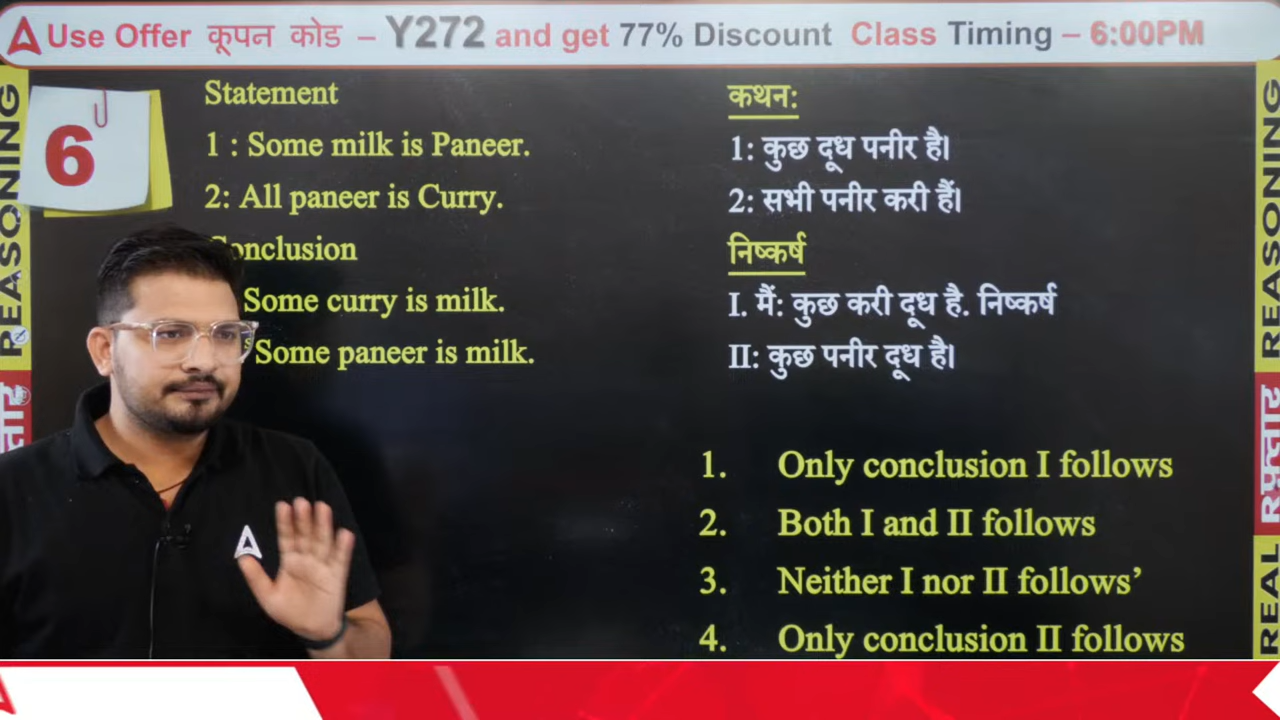 Use Offer कूपन कोड – Y272 and get 77% Discount Class Timing – 6:00PM
REASONING
6
Statement
1 : Some milk is Paneer.
2: All paneer is Curry.
Conclusion
Some curry is milk.
Some paneer is milk.
कथन:
1: कुछ दूध पनीर है।
2: सभी पनीर करी हैं।
निष्कर्ष
I. मैं: कुछ करी दूध है. निष्कर्ष
II: कुछ पनीर दूध है।
1. Only conclusion I follows
2. Both I and II follows
3. Neither I nor II follows’
4. Only conclusion II follows
REASONING
रफ़्तार
REAL